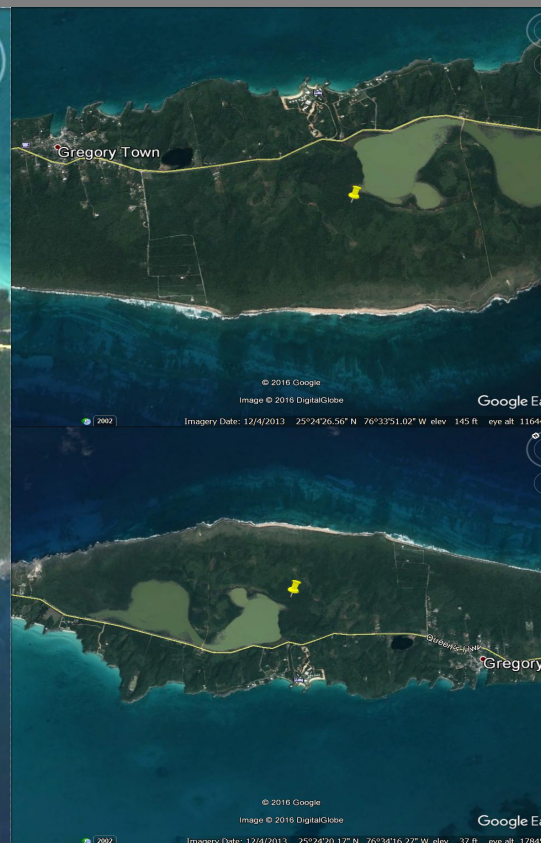 Gregory Town
© 2016 Google
Image © 2016 DigitalGlobe
Google Ea
2002
Imagery Date: 12/4/2013 25°24'26.56" N 76°33'51.02" W elev 145 ft eye alt 1164
Queen's Hwy
Gregory
© 2016 Google
Image © 2016 DigitalGlobe
Google Ea
2002
Imagery Date: 12/4/2013 25°24'20.17" N 76°34'16.27" W elev 37 ft eye alt 1784